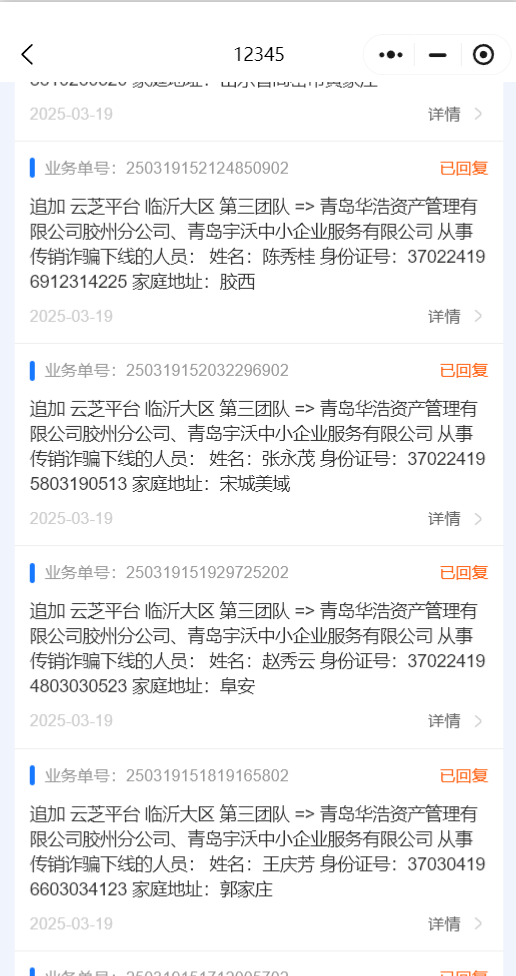 12345
2025-03-19
详情
业务单号：250319152124850902
已回复
追加 云芝平台 临沂大区 第三团队 => 青岛华浩资产管理有
限公司胶州分公司、青岛宇沃中小企业服务有限公司 从事
传销诈骗下线的人员： 姓名：陈秀桂 身份证号：37022419
6912314225 家庭地址：胶西
2025-03-19
详情
业务单号：250319152032296902
已回复
追加 云芝平台 临沂大区 第三团队 => 青岛华浩资产管理有
限公司胶州分公司、青岛宇沃中小企业服务有限公司 从事
传销诈骗下线的人员： 姓名：张永茂 身份证号：37022419
5803190513 家庭地址：宋城美域
2025-03-19
详情
业务单号：250319151929725202
已回复
追加 云芝平台 临沂大区 第三团队 => 青岛华浩资产管理有
限公司胶州分公司、青岛宇沃中小企业服务有限公司 从事
传销诈骗下线的人员： 姓名：赵秀云 身份证号：37022419
4803030523 家庭地址：阜安
2025-03-19
详情
业务单号：250319151819165802
已回复
追加 云芝平台 临沂大区 第三团队 => 青岛华浩资产管理有
限公司胶州分公司、青岛宇沃中小企业服务有限公司 从事
传销诈骗下线的人员： 姓名：王庆芳 身份证号：37030419
6603034123 家庭地址：郭家庄
2025-03-19
详情